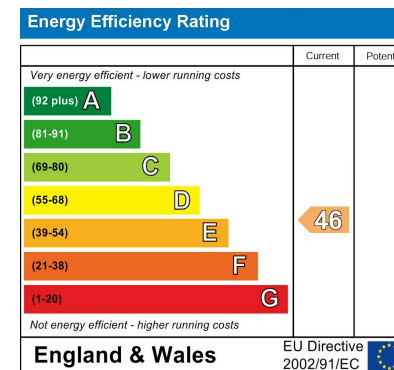 Energy Efficiency Rating
Current Potent
Very energy efficient - lower running costs
(92 plus) A
(81-91) B
(69-80) C
(55-68) D
(39-54) E
46
(21-38) F
(1-20) G
Not energy efficient - higher running costs
England & Wales
EU Directive
2002/91/EC